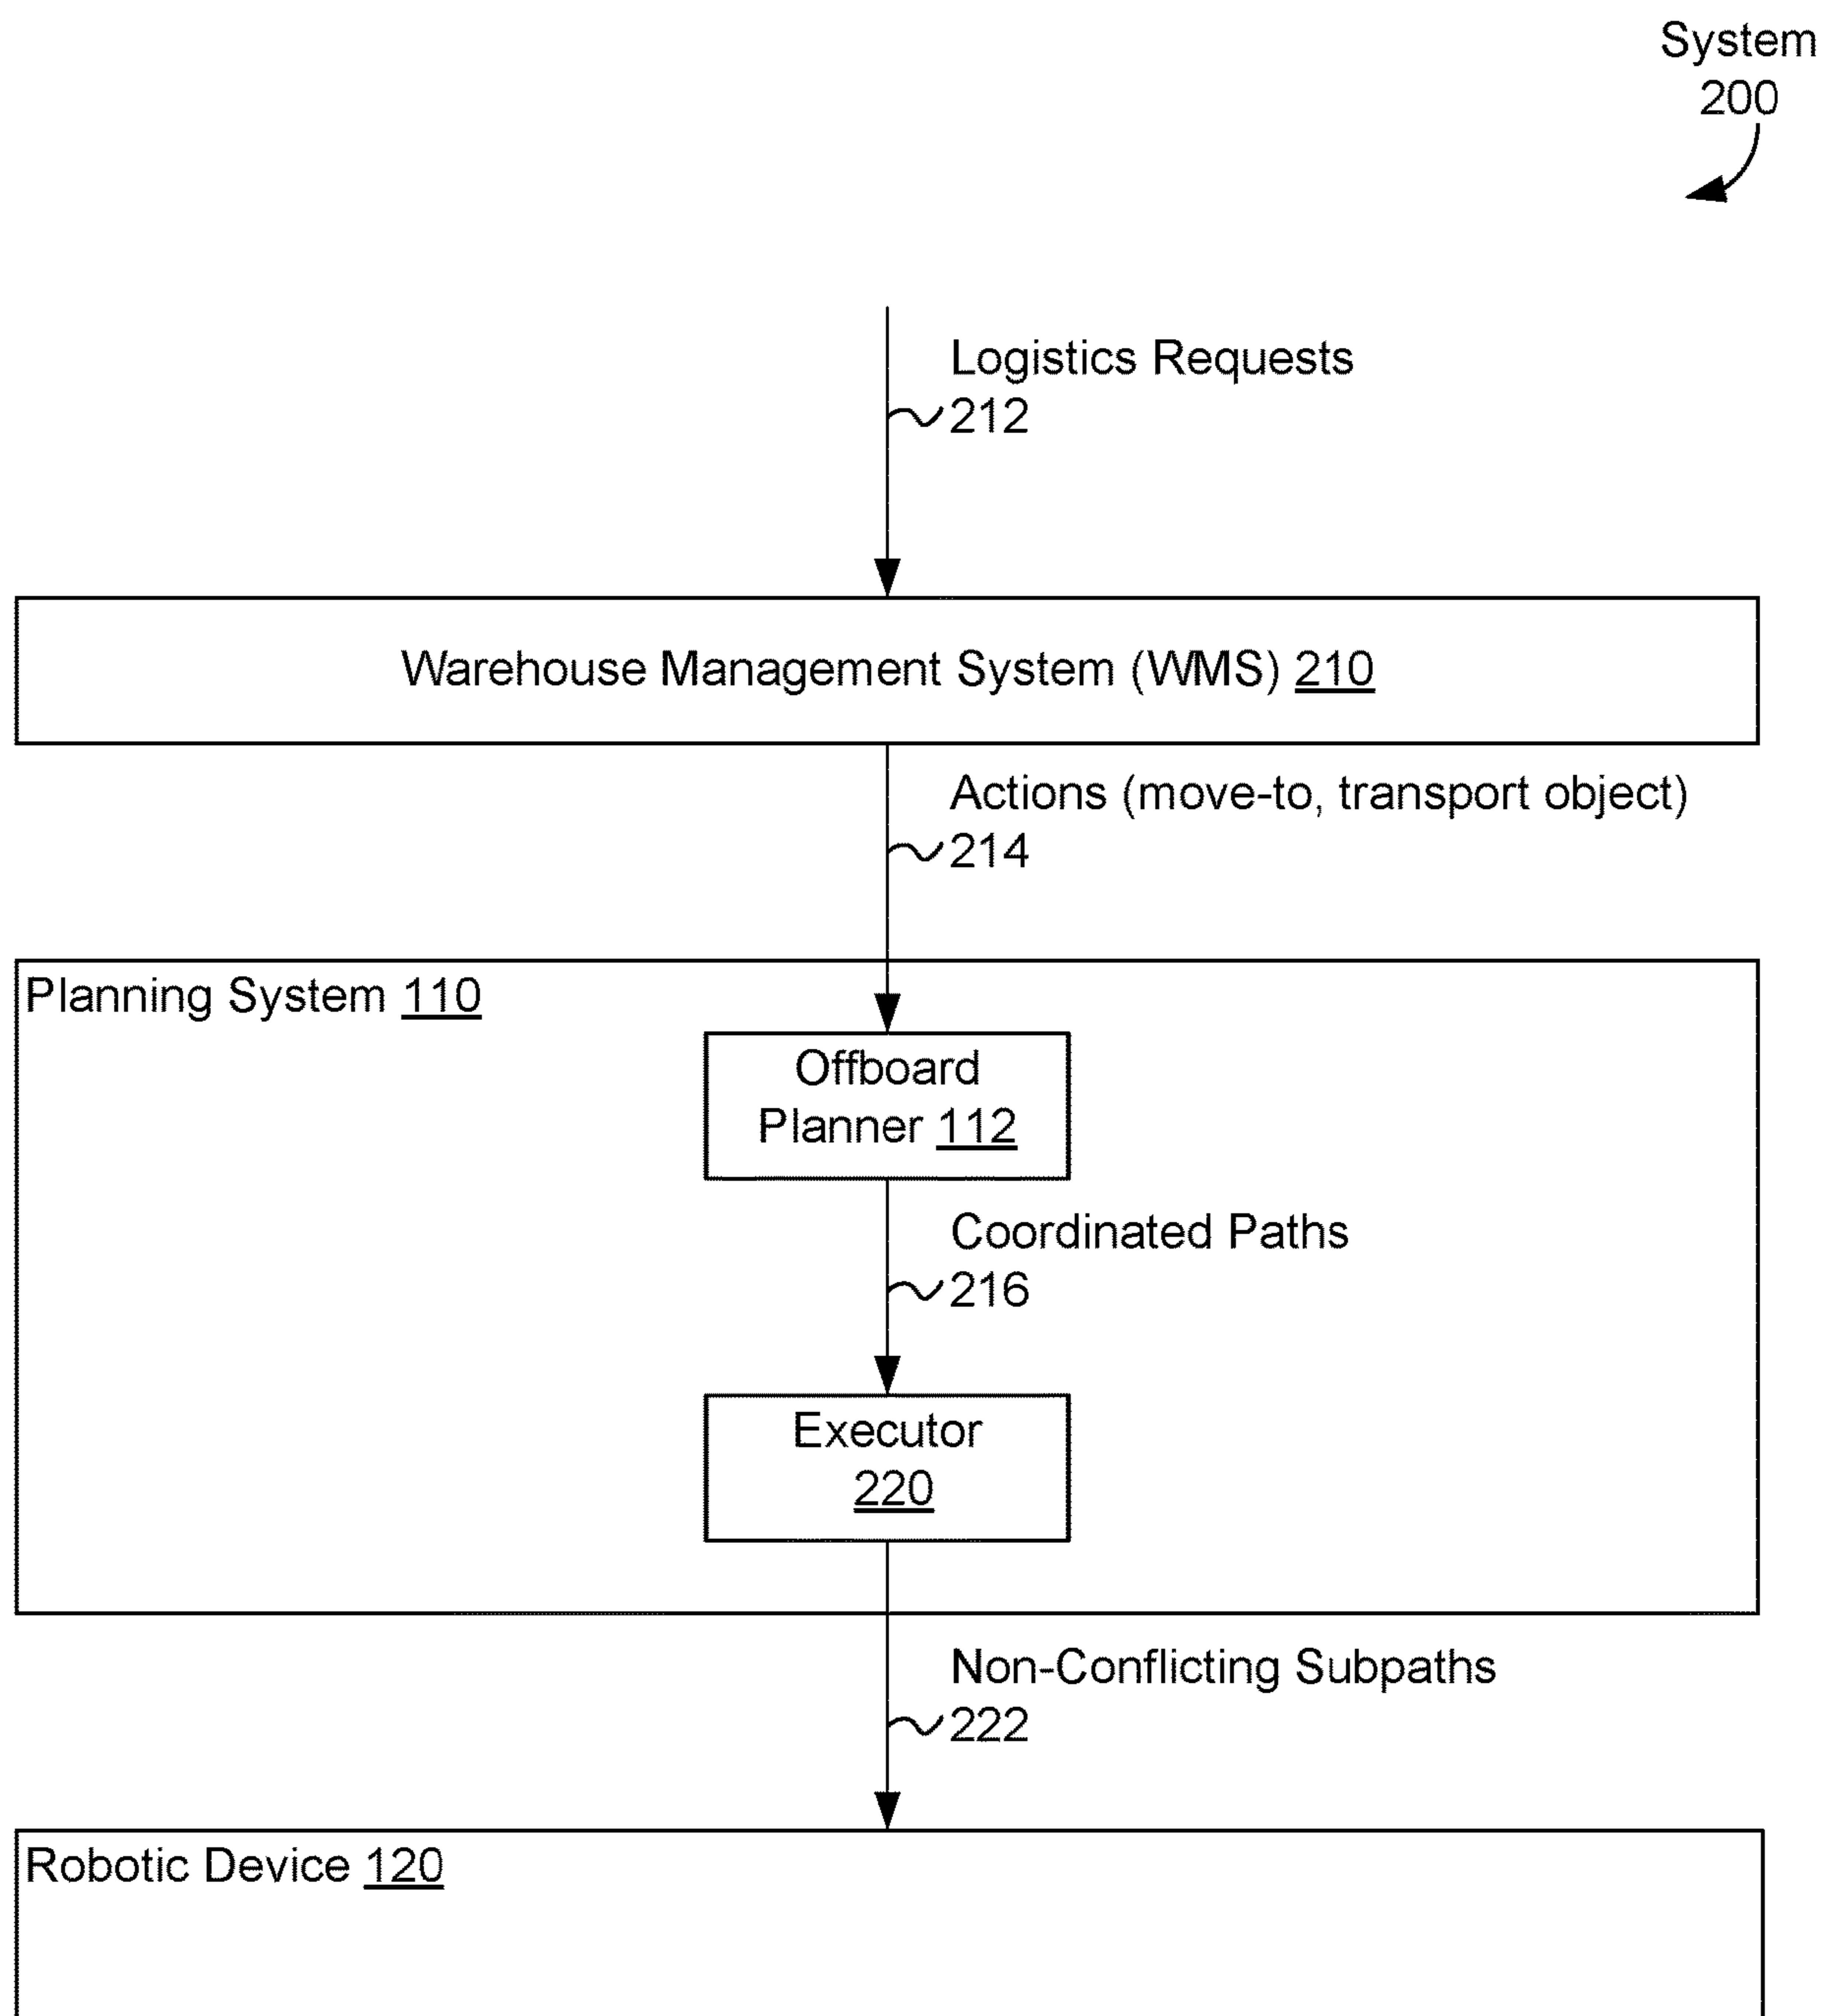 System
200
Logistics Requests
212
Warehouse Management System (WMS) 210
Actions (move-to, transport object)
214
Planning System 110
Offboard
Planner 112
Coordinated Paths
216
Executor
220
Non-Conflicting Subpaths
222
Robotic Device 120